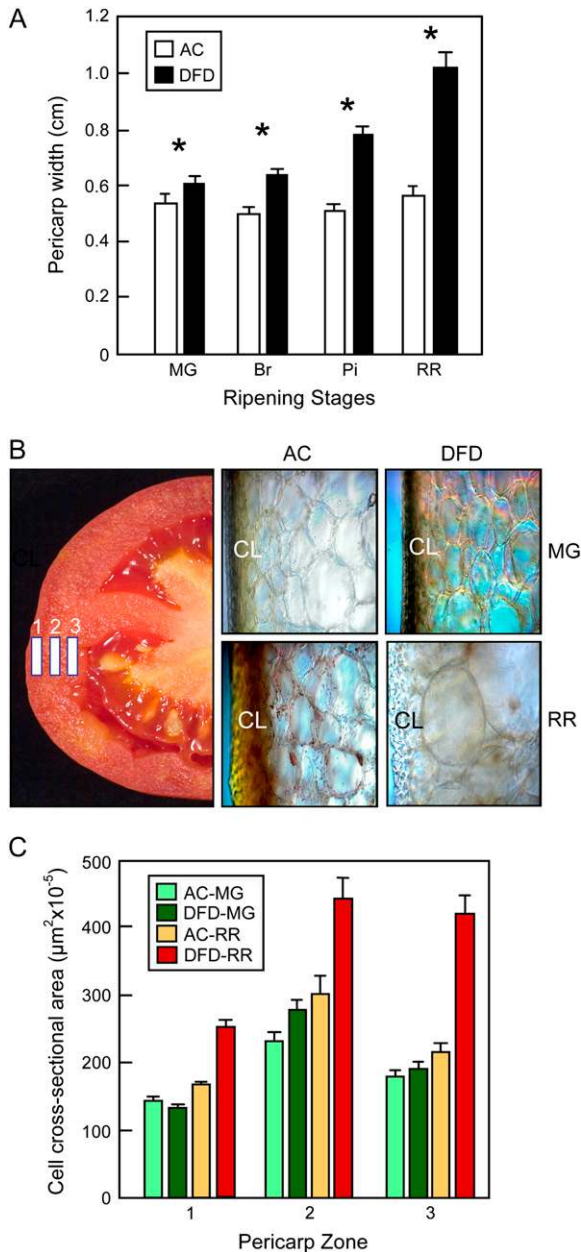 A
1.2
1.0
0.8
0.6
0.4
0.2
0
Pericarp width (cm)
AC
DFD
*
*
*
*
MG Br Pi RR
Ripening Stages
B
AC DFD
CL
1 2 3
CL
CL
MG
CL
CL
RR
C
500
400
300
200
100
0
Cell cross-sectional area (µm²x10⁻⁵)
AC-MG
DFD-MG
AC-RR
DFD-RR
1 2 3
Pericarp Zone